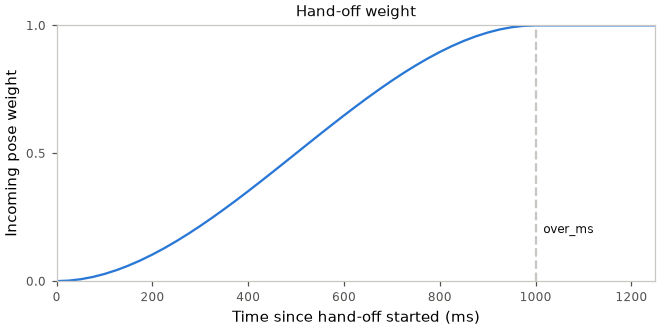 Hand-off weight
1.0
0.5
0.0
Incoming pose weight
over_ms
0 200 400 600 800 1000 1200
Time since hand-off started (ms)